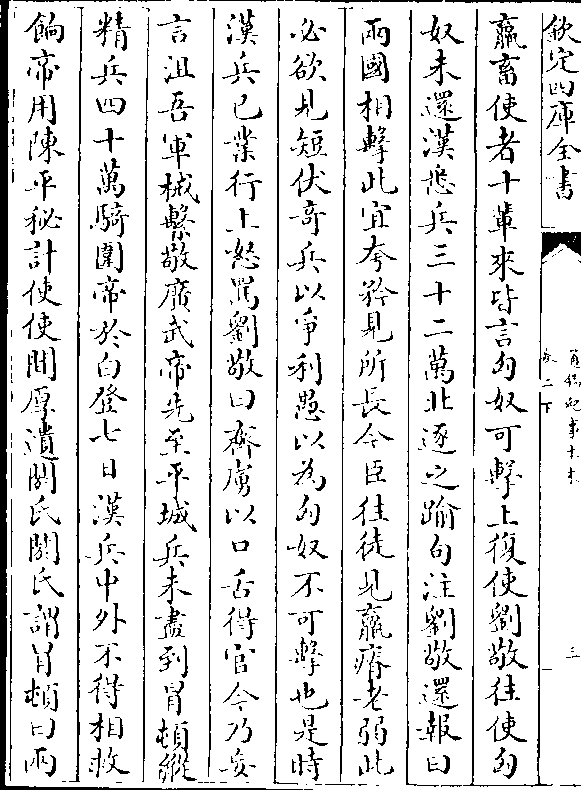 欽定四庫全書
通鑑紀事本末
卷二下
三
羸畜使者十輩來皆言匈奴可擊上復使劉敬往使匈
奴未還漢悉兵三十二萬北逐之踰句注劉敬還報曰
兩國相擊此宜夸矜見所長今臣往徒見羸瘠老弱此
必欲見短伏奇兵以爭利愚以為匈奴不可擊也是時
漢兵已業行上怒罵劉敬曰齊虜以口舌得官今乃妄
言沮吾軍械繫敬廣武帝先至平城兵未盡到冒頓縱
精兵四十萬騎圍帝於白登七日漢兵中外不得相救
餉帝用陳平秘計使使間厚遺閼氏閼氏謂冒頓曰兩